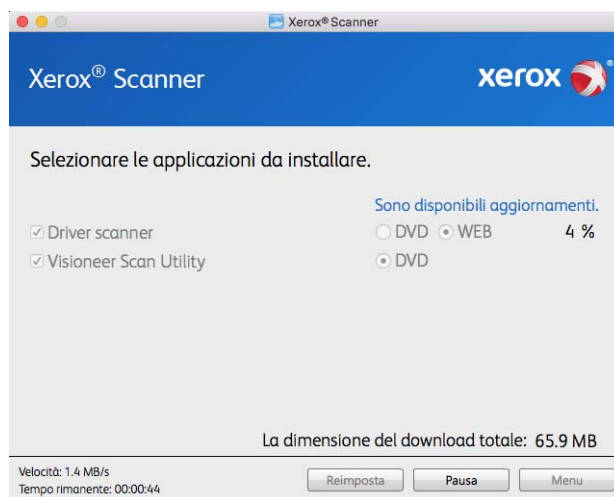 Xerox® Scanner
Xerox® Scanner
xerox®
Selezionare le applicazioni da installare.
Sono disponibili aggiornamenti.
Driver scanner DVD WEB 4 %
Visioneer Scan Utility DVD
La dimensione del download totale: 65.9 MB
Velocità: 1.4 MB/s
Tempo rimanente: 00:00:44
Reimposta Pausa Menu